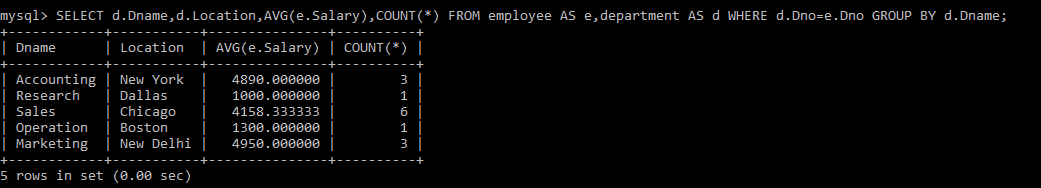 mysql> SELECT d.Dname,d.Location,AVG(e.Salary),COUNT(*) FROM employee AS e,department AS d WHERE d.Dno=e.Dno GROUP BY d.Dname;
+------------+-----------+---------------+----------+
| Dname      | Location  | AVG(e.Salary) | COUNT(*) |
+------------+-----------+---------------+----------+
| Accounting | New York  |   4890.000000 |        3 |
| Research   | Dallas    |   1000.000000 |        1 |
| Sales      | Chicago   |   4158.333333 |        6 |
| Operation  | Boston    |   1300.000000 |        1 |
| Marketing  | New Delhi |   4950.000000 |        3 |
+------------+-----------+---------------+----------+
5 rows in set (0.00 sec)